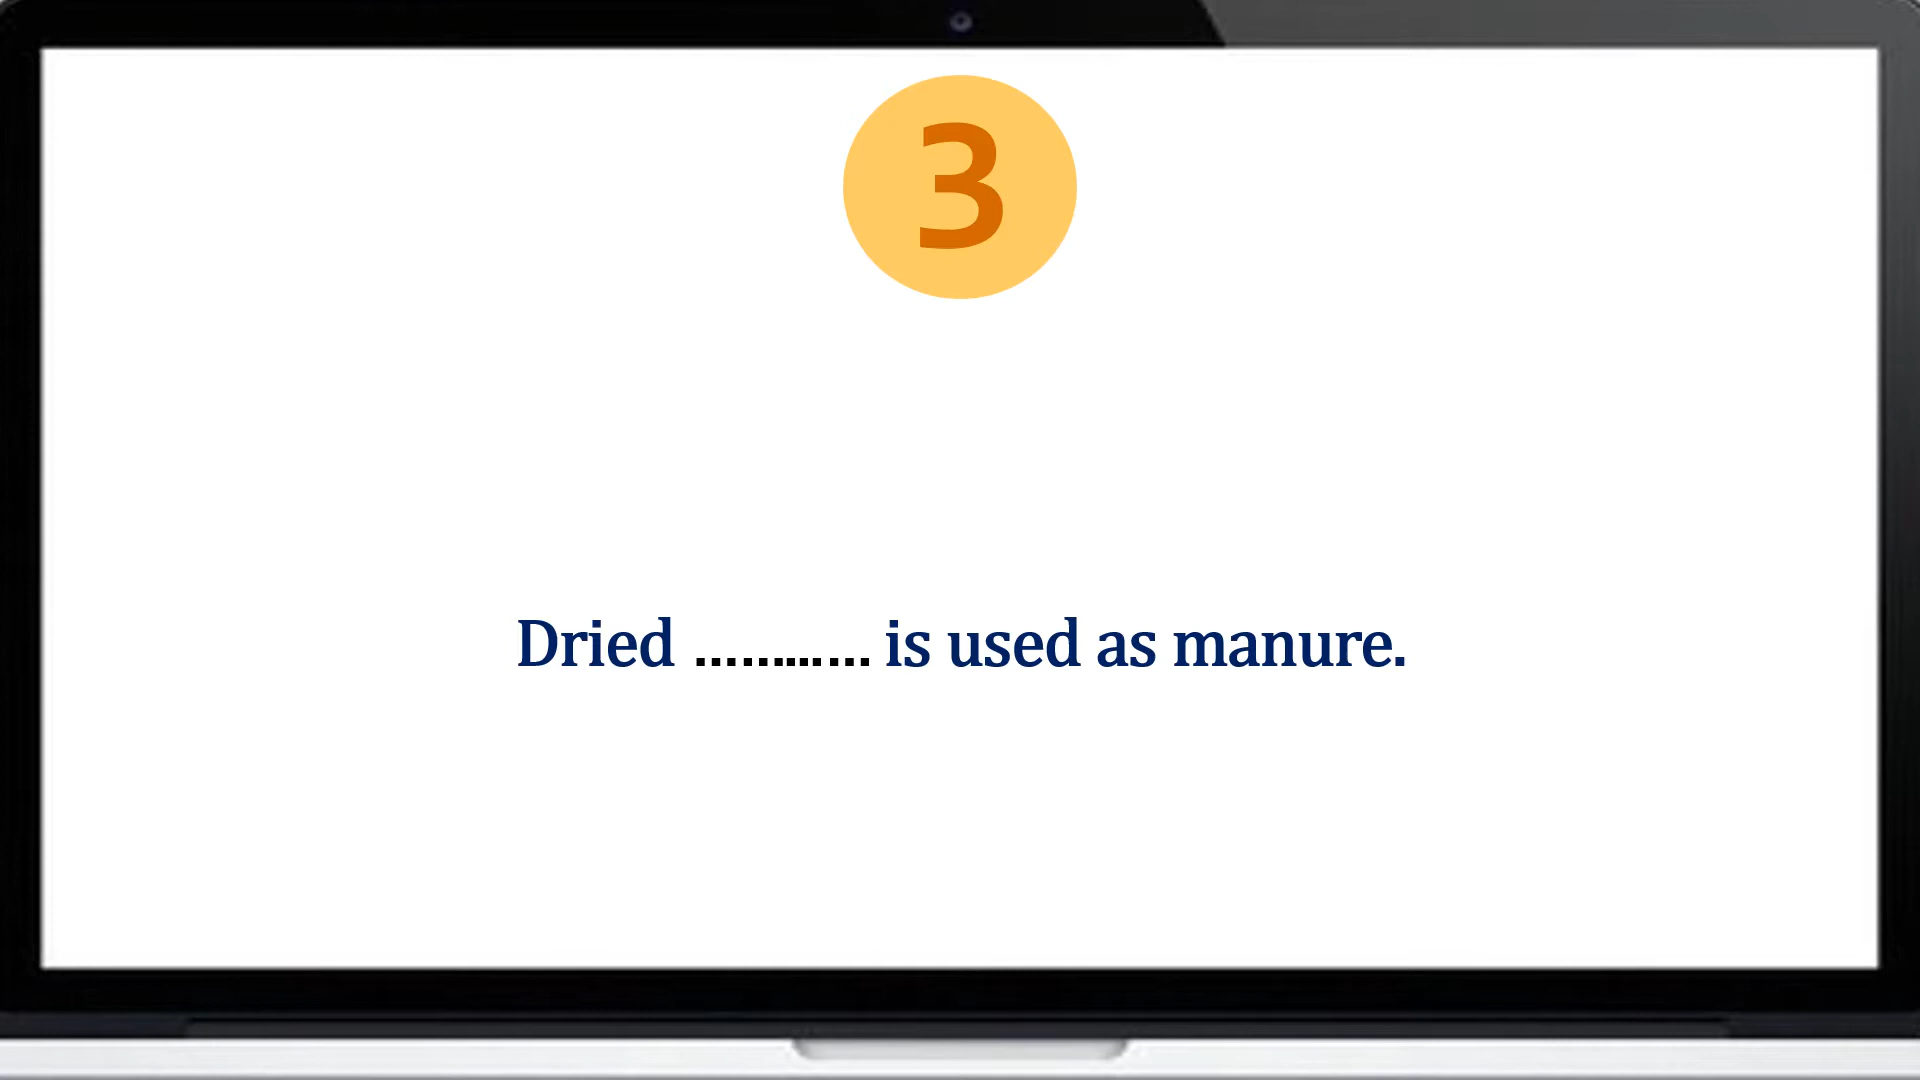 3
Dried ............ is used as manure.